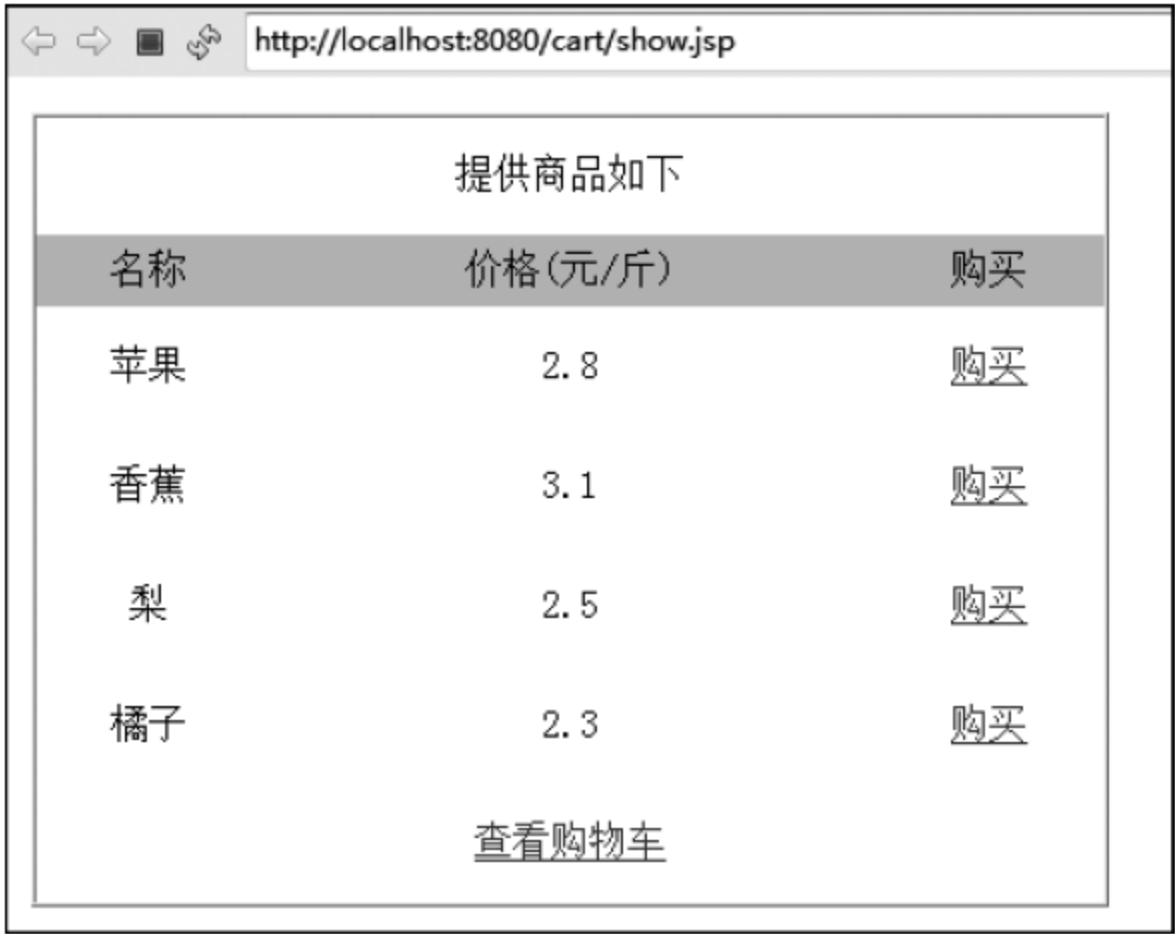 http://localhost:8080/cart/show.jsp
提供商品如下
名称 价格(元/斤) 购买
苹果 2.8 购买
香蕉 3.1 购买
梨 2.5 购买
橘子 2.3 购买
查看购物车